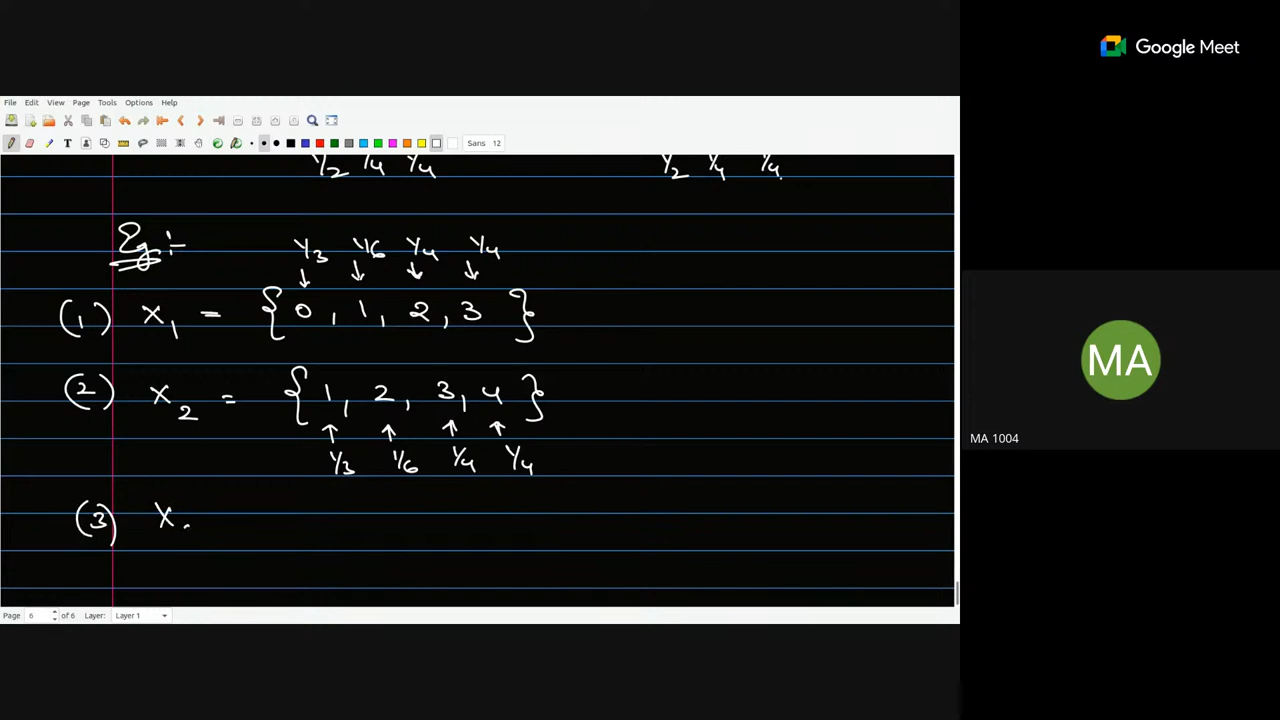 Google Meet
File Edit View Page Tools Options Help
Sans 12
1/2 1/4 1/4 1/2 1/4 1/4
Eg :-
1/3 1/6 1/4 1/4
(1) X₁ = { 0, 1, 2, 3 }
(2) X₂ = { 1, 2, 3, 4 }
1/3 1/6 1/4 1/4
(3) X
MA
MA 1004
Page 6 of 6 Layer: Layer 1